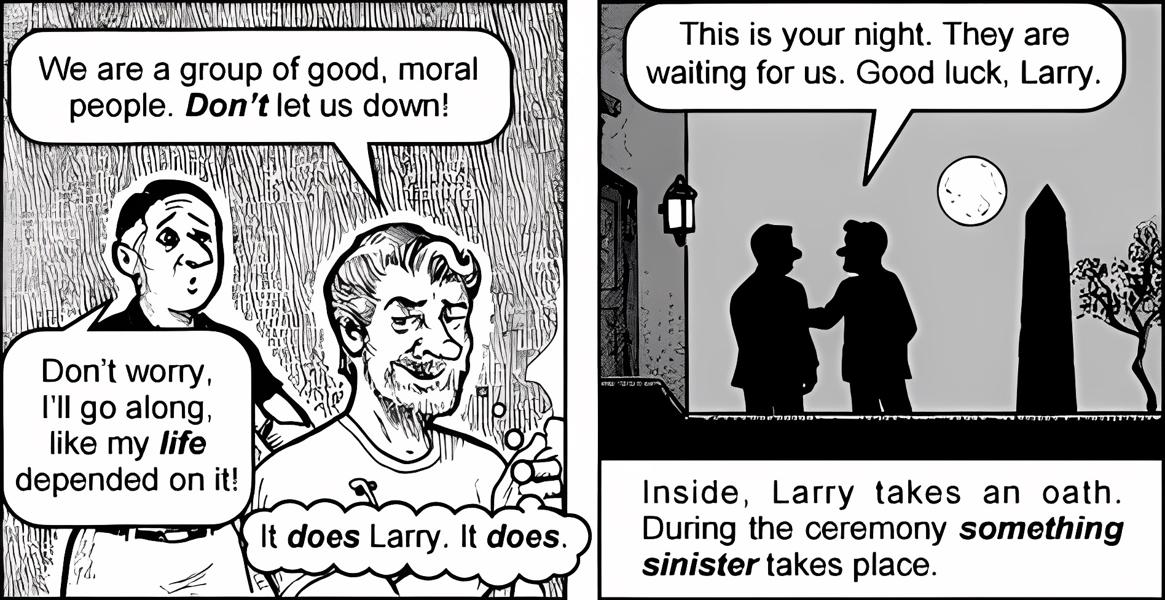 We are a group of good, moral
people. Don't let us down!
Don't worry,
I'll go along,
like my life
depended on it!
It does Larry. It does.
This is your night. They are
waiting for us. Good luck, Larry.
Inside, Larry takes an oath.
During the ceremony something
sinister takes place.